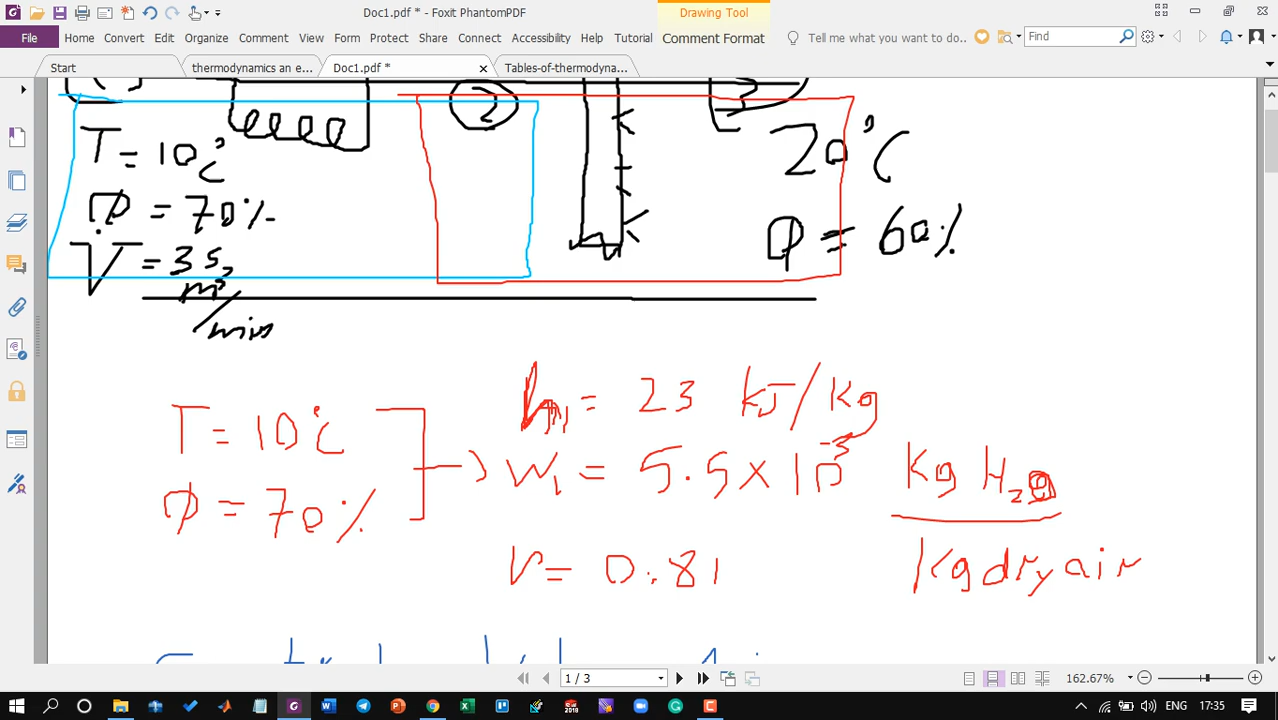 Doc1.pdf * - Foxit PhantomPDF
Drawing Tool
File Home Convert Edit Organize Comment View Form Protect Share Connect Accessibility Help Tutorial Comment Format Tell me what you want to do... Find
Start thermodynamics an e... Doc1.pdf * Tables-of-thermodyna...
2
T = 10°C
φ = 70%
V = 35
m³/min
20°C
φ = 60%
T = 10°C
φ = 70%
h₁ = 23 kJ/Kg
W₁ = 5.5 × 10⁻³ Kg H₂O
Kg dry air
V = 0.81
1 / 3
162.67%
2018
17:35